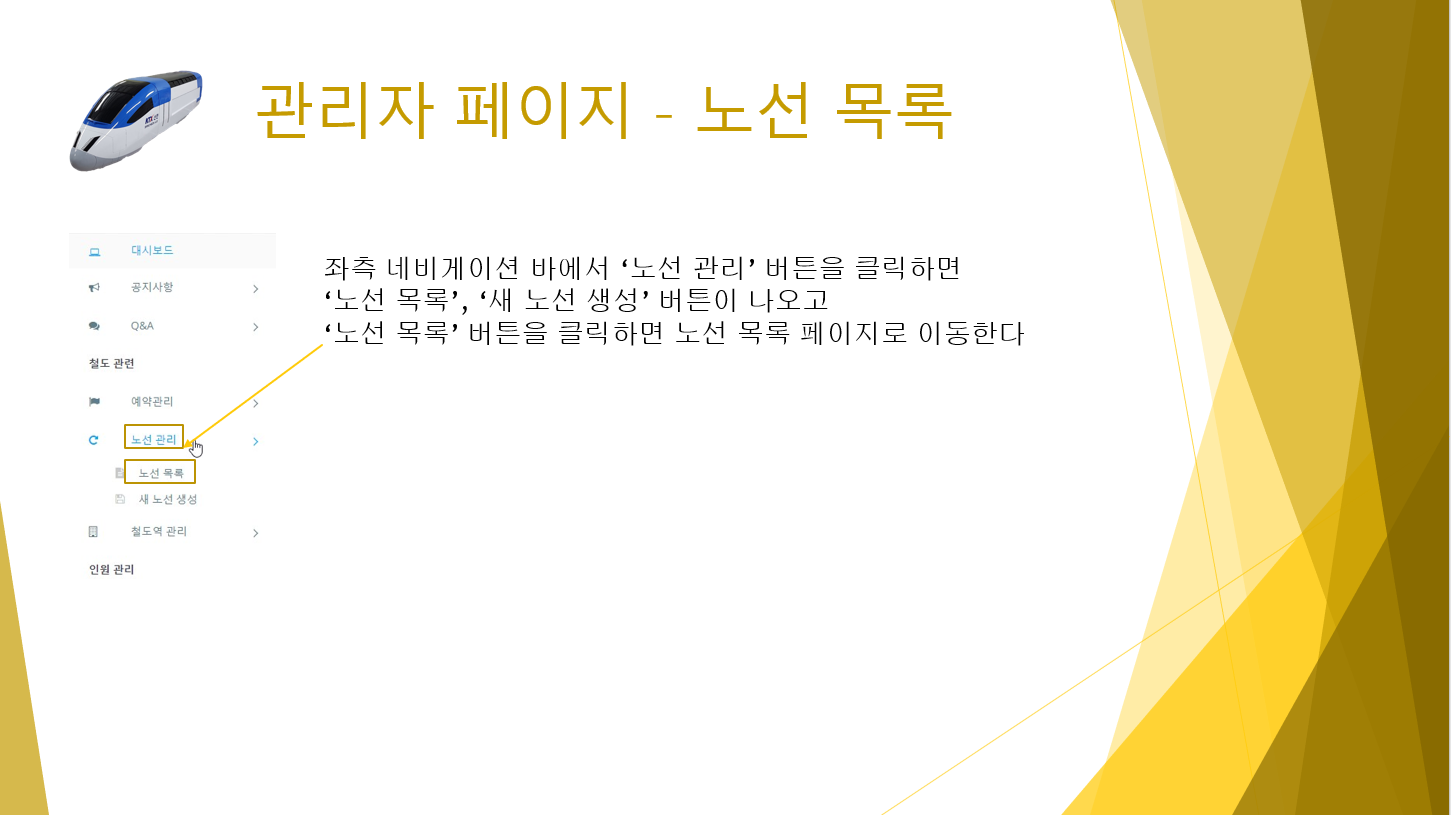 관리자 페이지 - 노선 목록
대시보드
공지사항
Q&A
철도 관련
예약관리
노선 관리
노선 목록
새 노선 생성
철도역 관리
인원 관리
좌측 네비게이션 바에서 ‘노선 관리’ 버튼을 클릭하면
‘노선 목록’, ‘새 노선 생성’ 버튼이 나오고
‘노선 목록’ 버튼을 클릭하면 노선 목록 페이지로 이동한다